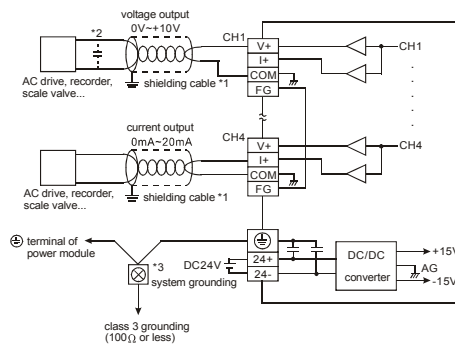 voltage output
0V~+10V
*2
CH1
V+
I+
COM
FG
CH1
AC drive, recorder,
scale valve...
shielding cable *1
current output
0mA~20mA
CH4
V+
I+
COM
FG
CH4
AC drive, recorder,
scale valve...
shielding cable *1
terminal of
power module
*3
system grounding
DC24V
24+
24-
DC/DC
converter
+15V
AG
-15V
class 3 grounding
(100Ω or less)